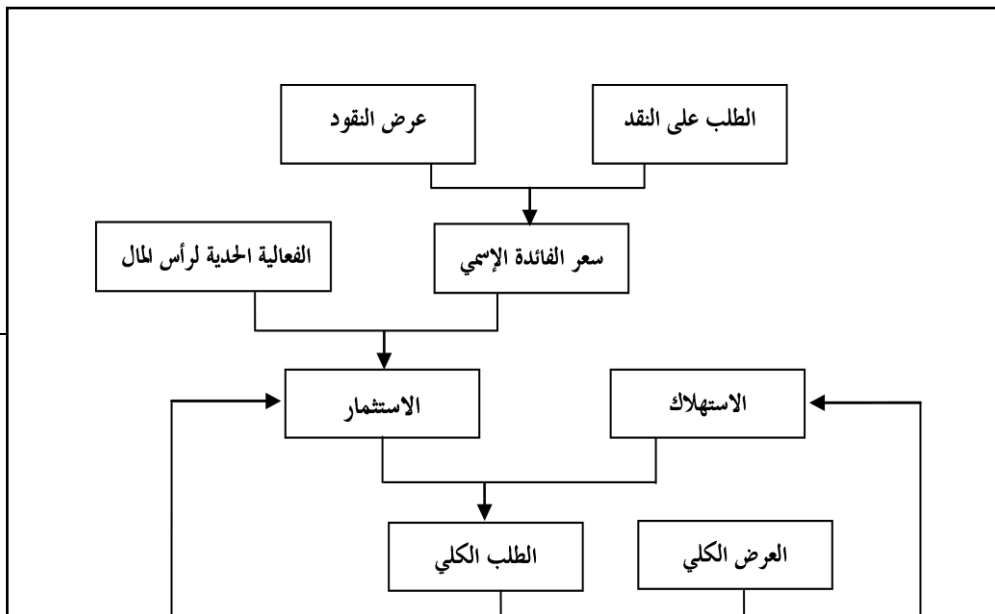 الطلب على النقد
عرض النقود
سعر الفائدة الإسمي
الفعالية الحدية لرأس المال
الاستهلاك
الاستثمار
العرض الكلي
الطلب الكلي